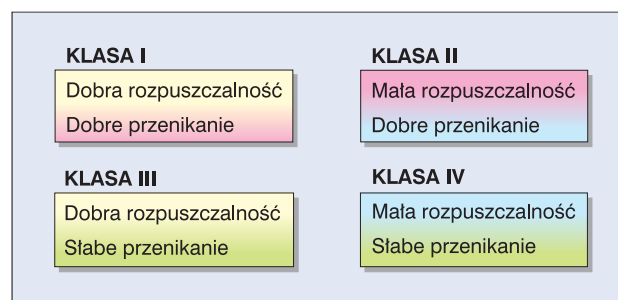 KLASA I
Dobra rozpuszczalność
Dobre przenikanie
KLASA II
Mała rozpuszczalność
Dobre przenikanie
KLASA III
Dobra rozpuszczalność
Słabe przenikanie
KLASA IV
Mała rozpuszczalność
Słabe przenikanie